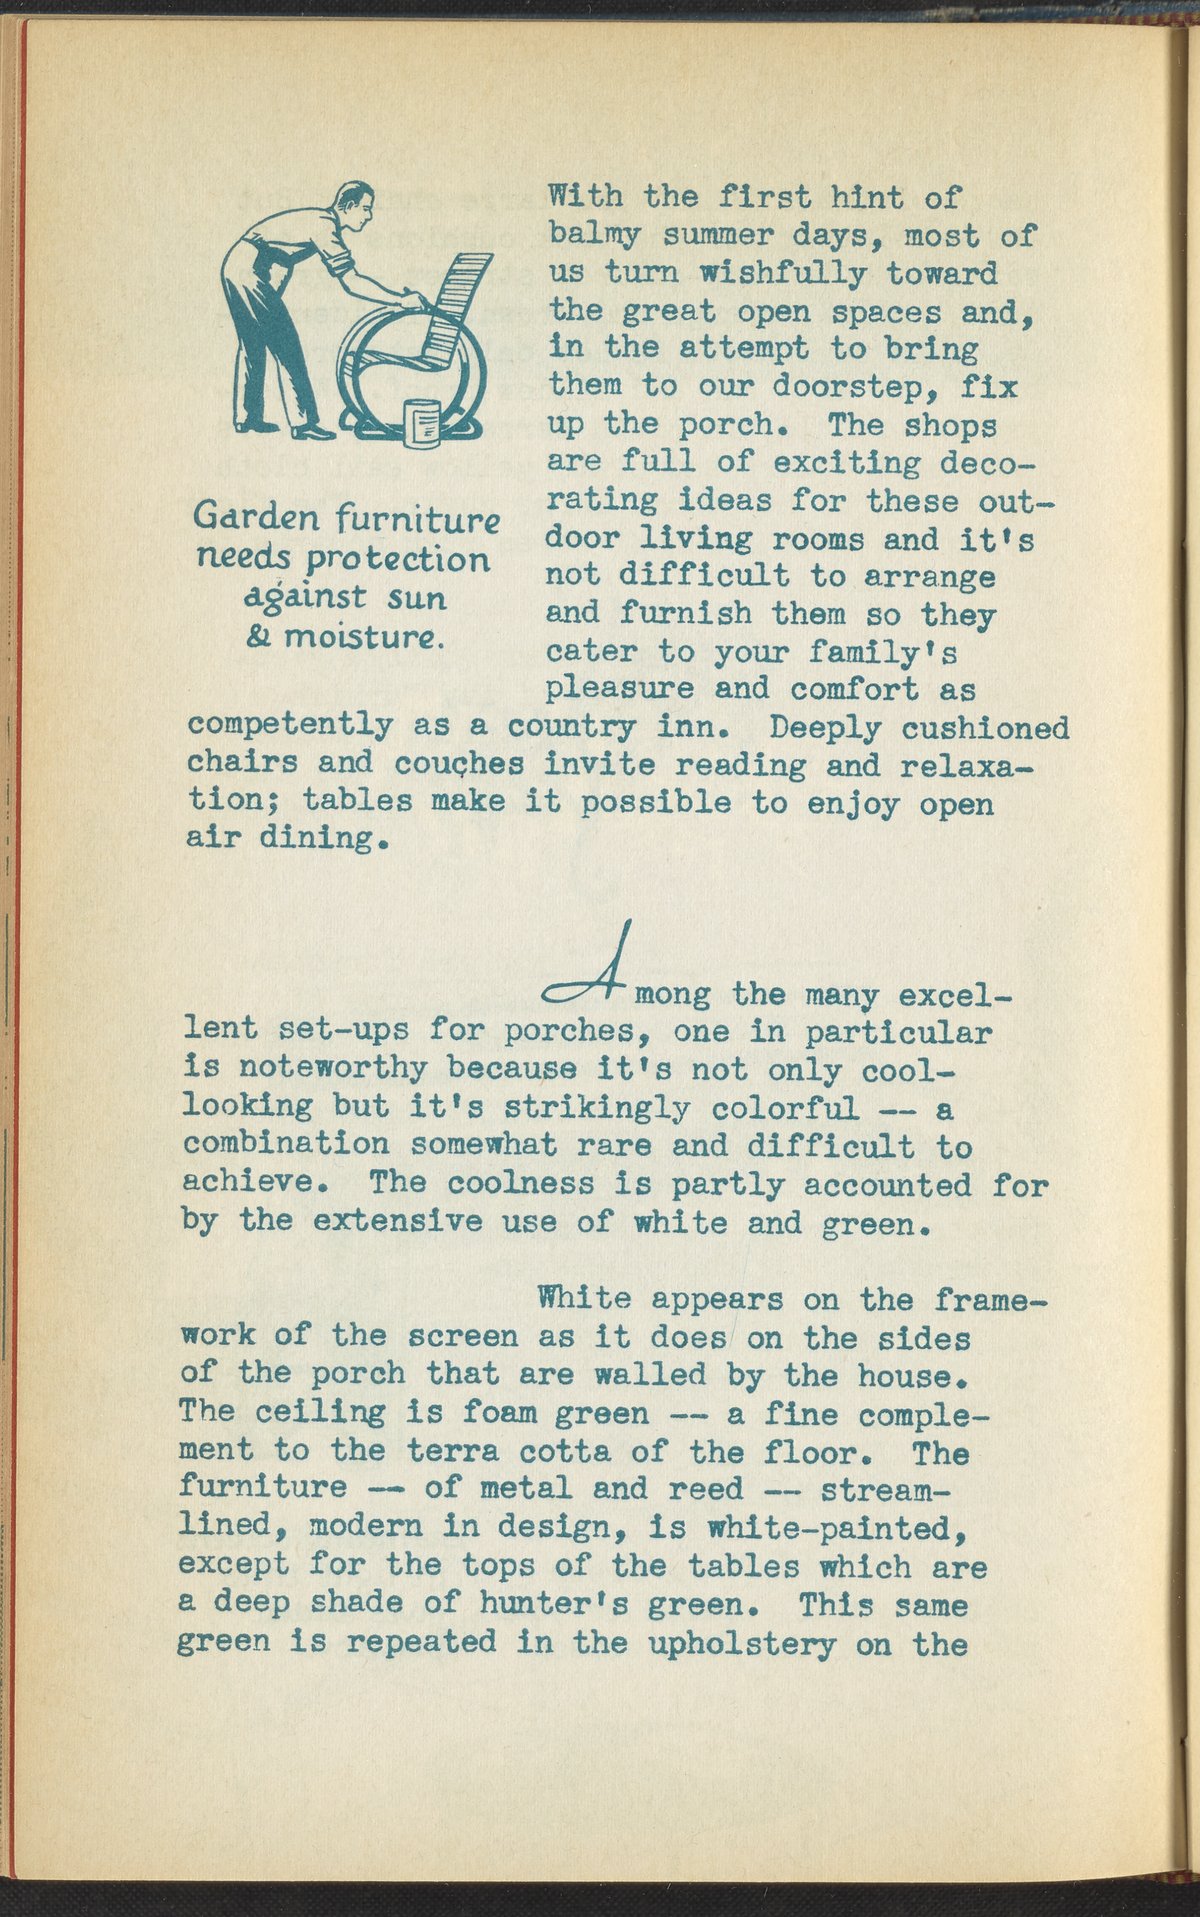 With the first hint of
balmy summer days, most of
us turn wishfully toward
the great open spaces and,
in the attempt to bring
them to our doorstep, fix
up the porch. The shops
are full of exciting deco-
rating ideas for these out-
door living rooms and it's
not difficult to arrange
and furnish them so they
cater to your family's
pleasure and comfort as
Garden furniture
needs protection
against sun
& moisture.
competently as a country inn. Deeply cushioned
chairs and couches invite reading and relaxa-
tion; tables make it possible to enjoy open
air dining.
Among the many excel-
lent set-ups for porches, one in particular
is noteworthy because it's not only cool-
looking but it's strikingly colorful -- a
combination somewhat rare and difficult to
achieve. The coolness is partly accounted for
by the extensive use of white and green.
White appears on the frame-
work of the screen as it does on the sides
of the porch that are walled by the house.
The ceiling is foam green -- a fine comple-
ment to the terra cotta of the floor. The
furniture -- of metal and reed -- stream-
lined, modern in design, is white-painted,
except for the tops of the tables which are
a deep shade of hunter's green. This same
green is repeated in the upholstery on the